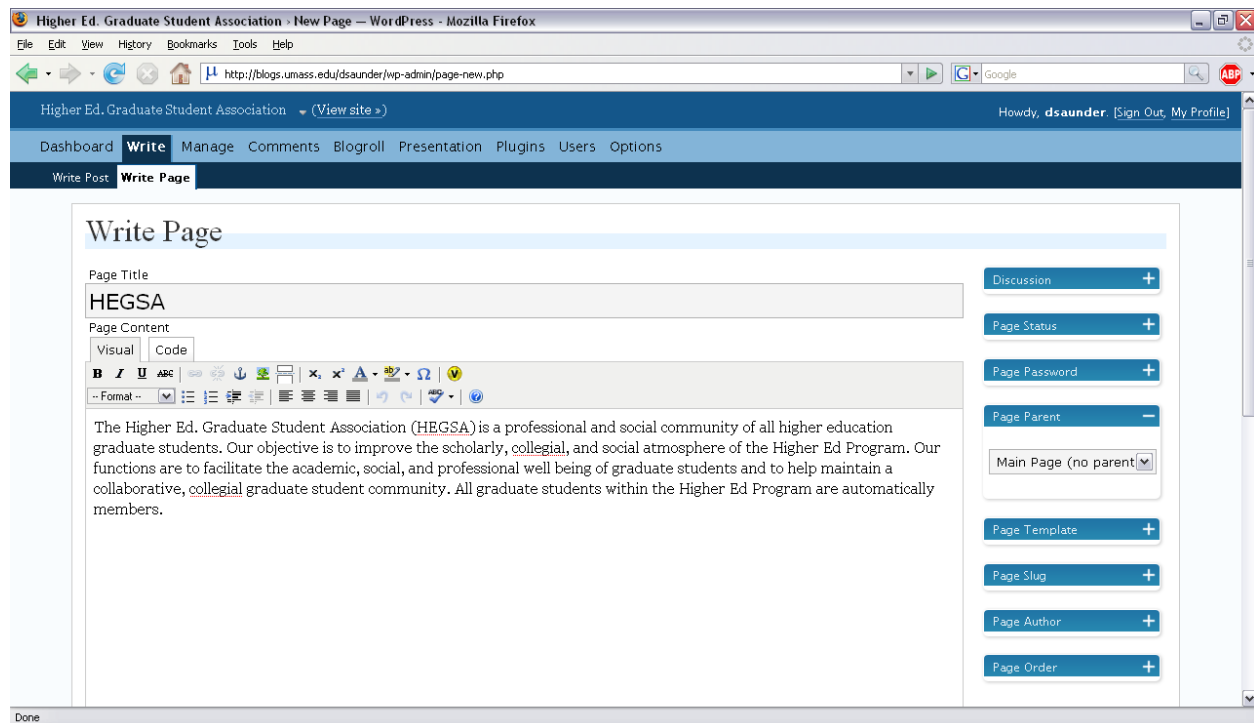 Higher Ed. Graduate Student Association › New Page — WordPress - Mozilla Firefox
File Edit View History Bookmarks Tools Help
http://blogs.umass.edu/dsaunder/wp-admin/page-new.php
G Google
ABP
Higher Ed. Graduate Student Association (View site »)
Howdy, dsaunder. [Sign Out, My Profile]
Dashboard Write Manage Comments Blogroll Presentation Plugins Users Options
Write Post Write Page
Write Page
Page Title
HEGSA
Page Content
Visual Code
B I U ABC x₂ x² A ab Ω V
-- Format -- ABC ?
The Higher Ed. Graduate Student Association (HEGSA) is a professional and social community of all higher education
graduate students. Our objective is to improve the scholarly, collegial, and social atmosphere of the Higher Ed Program. Our
functions are to facilitate the academic, social, and professional well being of graduate students and to help maintain a
collaborative, collegial graduate student community. All graduate students within the Higher Ed Program are automatically
members.
Discussion +
Page Status +
Page Password +
Page Parent −
Main Page (no parent
Page Template +
Page Slug +
Page Author +
Page Order +
Done